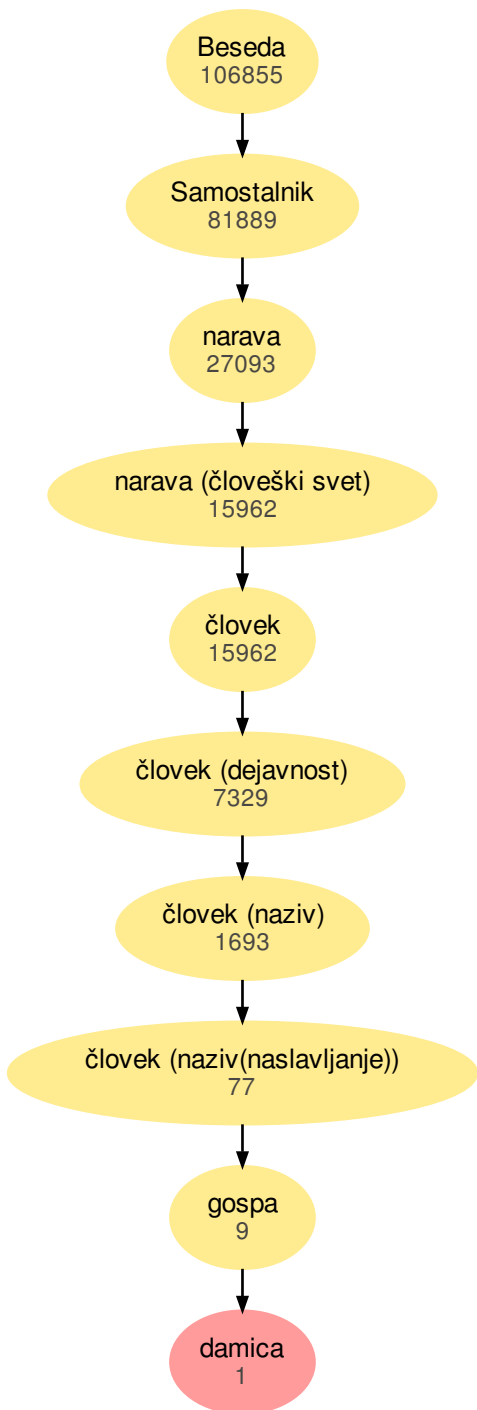 Beseda
106855
Samostalnik
81889
narava
27093
narava (človeški svet)
15962
človek
15962
človek (dejavnost)
7329
človek (naziv)
1693
človek (naziv(naslavljanje))
77
gospa
9
damica
1